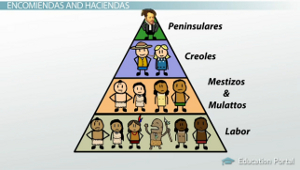 ENCOMIENDAS AND HACIENDAS
Peninsulares
Creoles
Mestizos
&
Mulattos
Labor
Education Portal